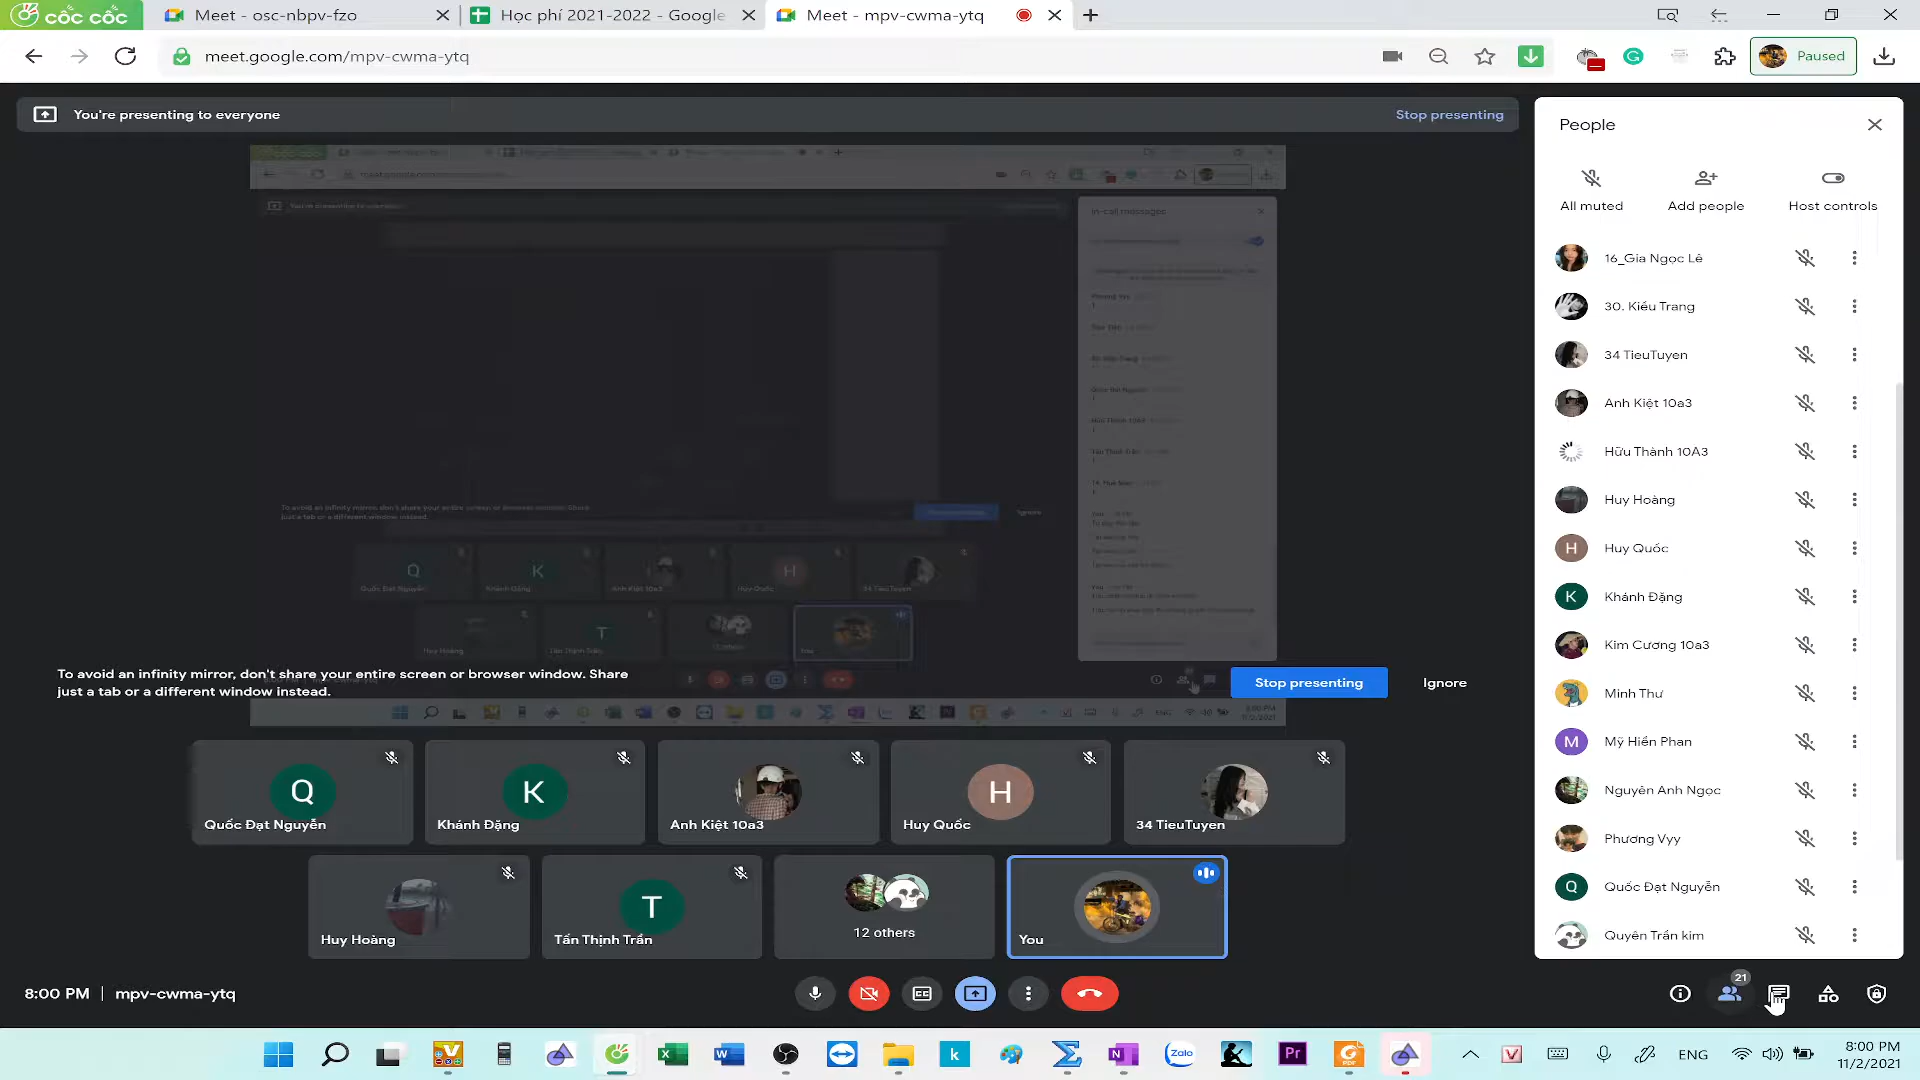 cốc cốc
Meet - osc-nbpv-fzo
Học phí 2021-2022 - Google
Meet - mpv-cwma-ytq
meet.google.com/mpv-cwma-ytq
Paused
You're presenting to everyone
Stop presenting
People
All muted
Add people
Host controls
16_Gia Ngọc Lê
30. Kiều Trang
34 TieuTuyen
Anh Kiệt 10a3
Hữu Thành 10A3
Huy Hoàng
H
Huy Quốc
K
Khánh Đặng
Kim Cương 10a3
Minh Thư
M
Mỹ Hiền Phan
Nguyên Anh Ngọc
Phương Vyy
Q
Quốc Đạt Nguyễn
Quyên Trần kim
In-call messages
To avoid an infinity mirror, don't share your entire screen or browser window. Share
just a tab or a different window instead.
Stop presenting
Ignore
Q
Quốc Đạt Nguyễn
K
Khánh Đặng
Anh Kiệt 10a3
H
Huy Quốc
34 TieuTuyen
Huy Hoàng
T
Tấn Thịnh Trần
12 others
You
8:00 PM | mpv-cwma-ytq
21
Zalo
Pr
ENG
8:00 PM
11/2/2021